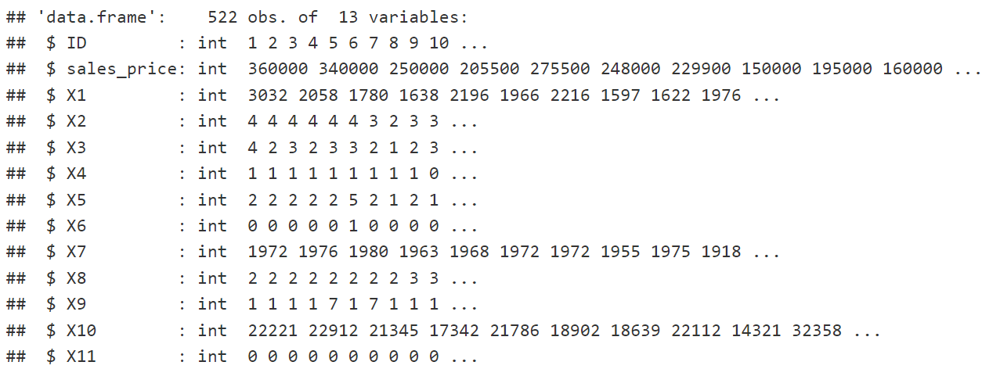 ## 'data.frame':    522 obs. of  13 variables:
##  $ ID         : int  1 2 3 4 5 6 7 8 9 10 ...
##  $ sales_price: int  360000 340000 250000 205500 275500 248000 229900 150000 195000 160000 ...
##  $ X1         : int  3032 2058 1780 1638 2196 1966 2216 1597 1622 1976 ...
##  $ X2         : int  4 4 4 4 4 4 3 2 3 3 ...
##  $ X3         : int  4 2 3 2 3 3 2 1 2 3 ...
##  $ X4         : int  1 1 1 1 1 1 1 1 1 0 ...
##  $ X5         : int  2 2 2 2 2 5 2 1 2 1 ...
##  $ X6         : int  0 0 0 0 0 1 0 0 0 0 ...
##  $ X7         : int  1972 1976 1980 1963 1968 1972 1972 1955 1975 1918 ...
##  $ X8         : int  2 2 2 2 2 2 2 2 3 3 ...
##  $ X9         : int  1 1 1 1 7 1 7 1 1 1 ...
##  $ X10        : int  22221 22912 21345 17342 21786 18902 18639 22112 14321 32358 ...
##  $ X11        : int  0 0 0 0 0 0 0 0 0 0 ...